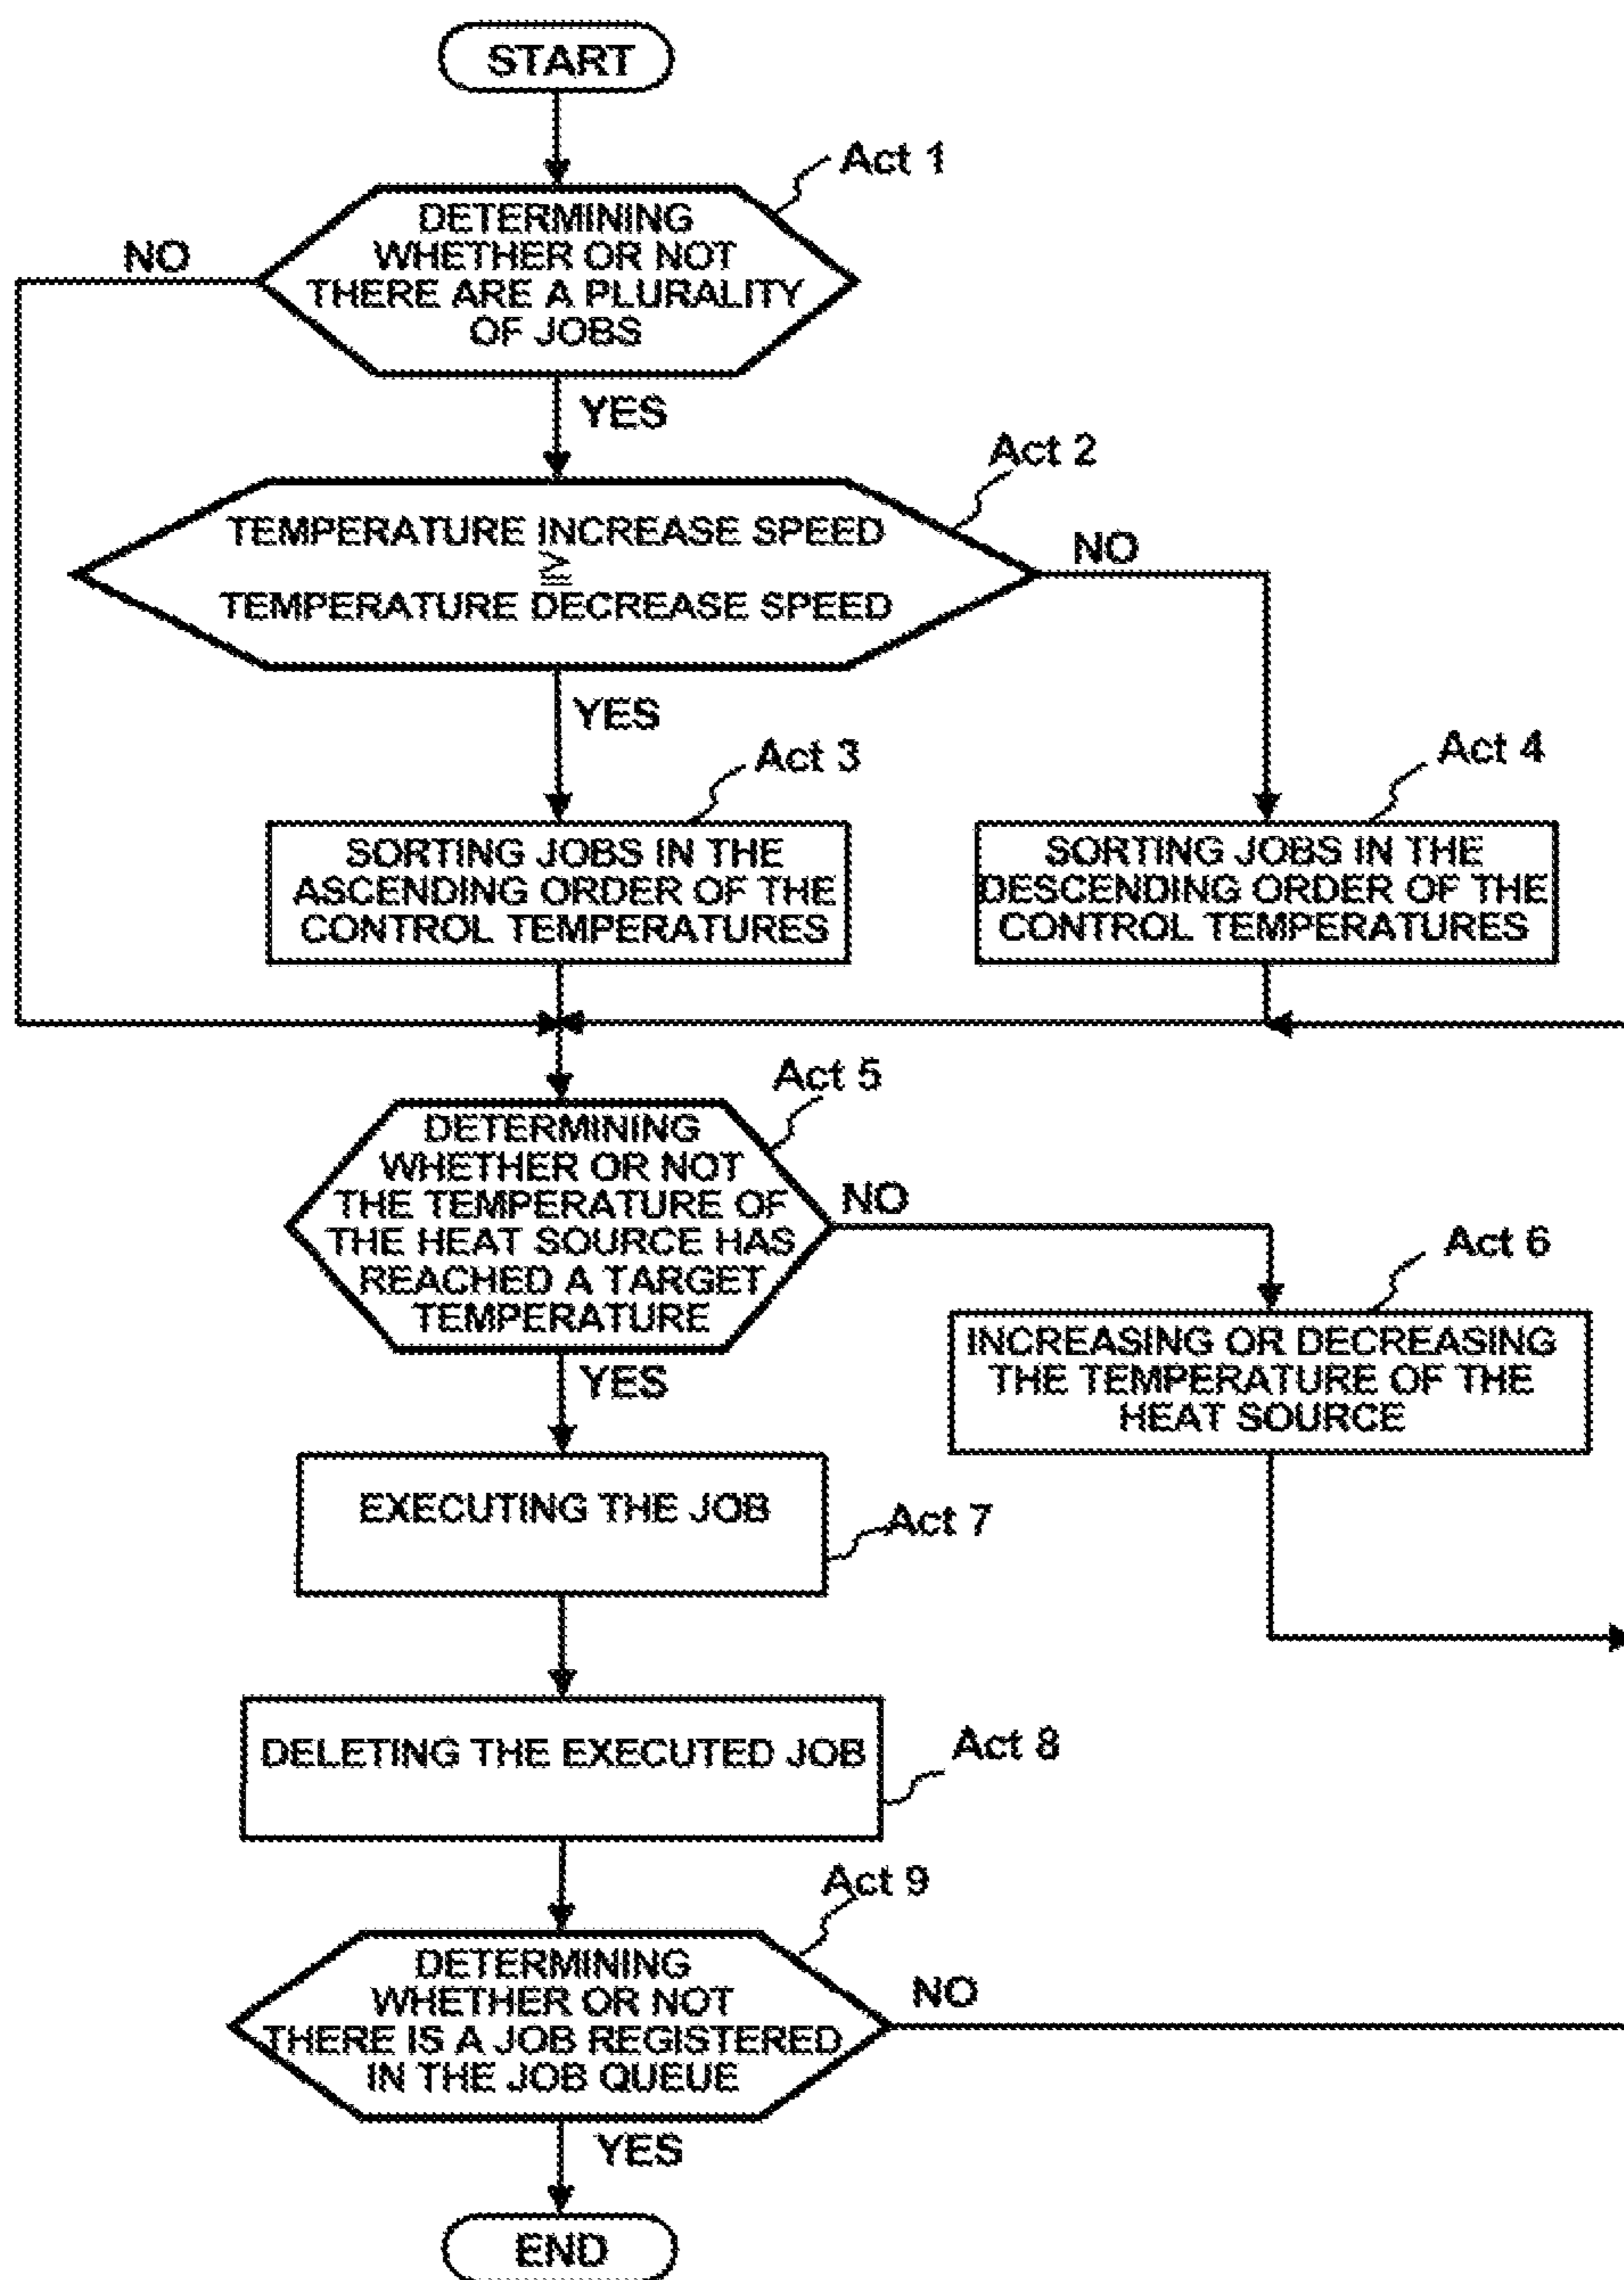 START
Act 1
DETERMINING
WHETHER OR NOT
THERE ARE A PLURALITY
OF JOBS
NO
YES
Act 2
TEMPERATURE INCREASE SPEED
≧
TEMPERATURE DECREASE SPEED
NO
YES
Act 3
SORTING JOBS IN THE
ASCENDING ORDER OF THE
CONTROL TEMPERATURES
Act 4
SORTING JOBS IN THE
DESCENDING ORDER OF THE
CONTROL TEMPERATURES
Act 5
DETERMINING
WHETHER OR NOT
THE TEMPERATURE OF
THE HEAT SOURCE HAS
REACHED A TARGET
TEMPERATURE
NO
YES
Act 6
INCREASING OR DECREASING
THE TEMPERATURE OF THE
HEAT SOURCE
EXECUTING THE JOB
Act 7
DELETING THE EXECUTED JOB
Act 8
Act 9
DETERMINING
WHETHER OR NOT
THERE IS A JOB REGISTERED
IN THE JOB QUEUE
NO
YES
END